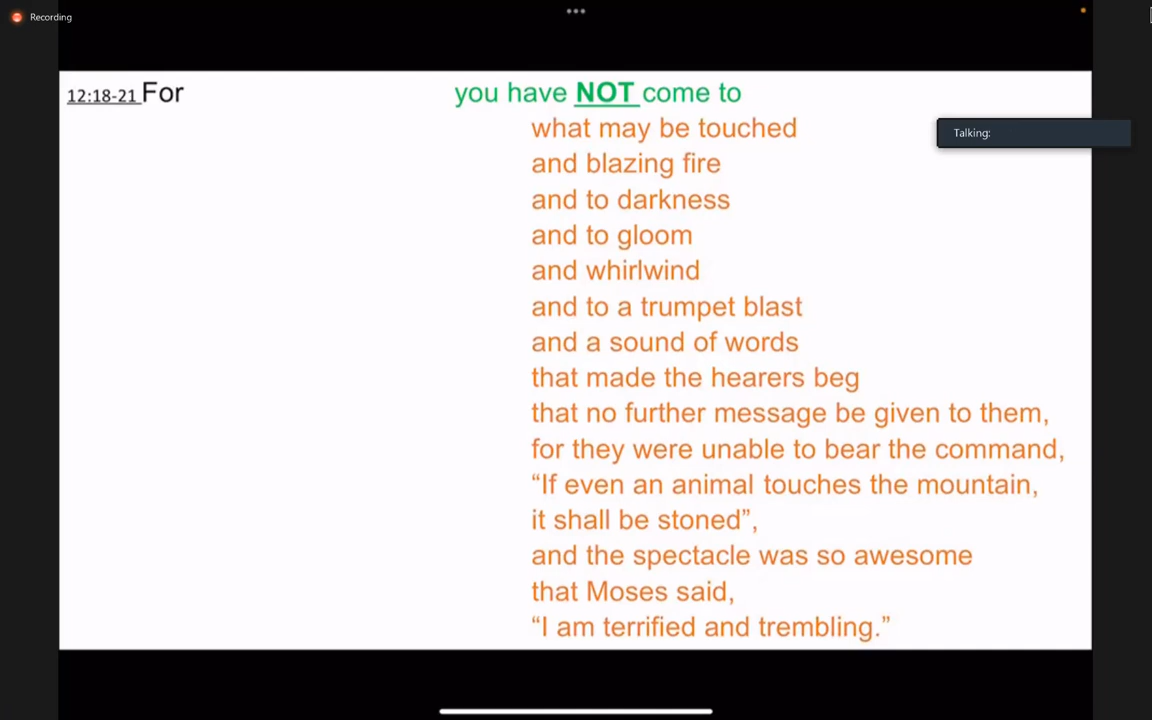 Recording
12:18-21 For you have NOT come to
Talking:
what may be touched
and blazing fire
and to darkness
and to gloom
and whirlwind
and to a trumpet blast
and a sound of words
that made the hearers beg
that no further message be given to them,
for they were unable to bear the command,
“If even an animal touches the mountain,
it shall be stoned”,
and the spectacle was so awesome
that Moses said,
“I am terrified and trembling.”